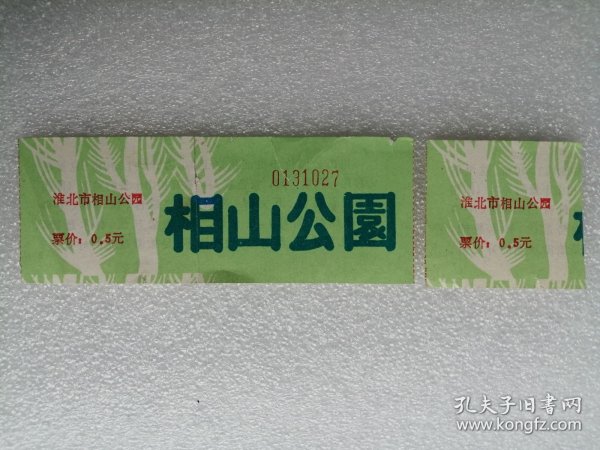 淮北市相山公园
票价：0.5元
0131027
相山公園
淮北市相山公园
票价：0.5元
孔夫子旧書网
www.kongfz.com